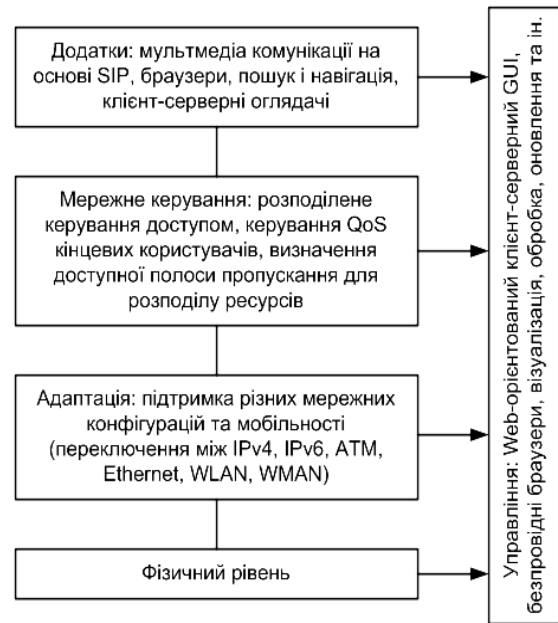 Додатки: мультмедіа комунікації на
основі SIP, браузери, пошук і навігація,
клієнт-серверні оглядачі
Мережне керування: розподілене
керування доступом, керування QoS
кінцевих користувачів, визначення
доступної полоси пропускання для
розподілу ресурсів
Адаптація: підтримка різних мережних
конфігурацій та мобільності
(переключення між IPv4, IPv6, ATM,
Ethernet, WLAN, WMAN)
Фізичний рівень
Управління: Web-орієнтований клієнт-серверний GUI,
безпровідні браузери, візуалізація, обробка, оновлення та ін.